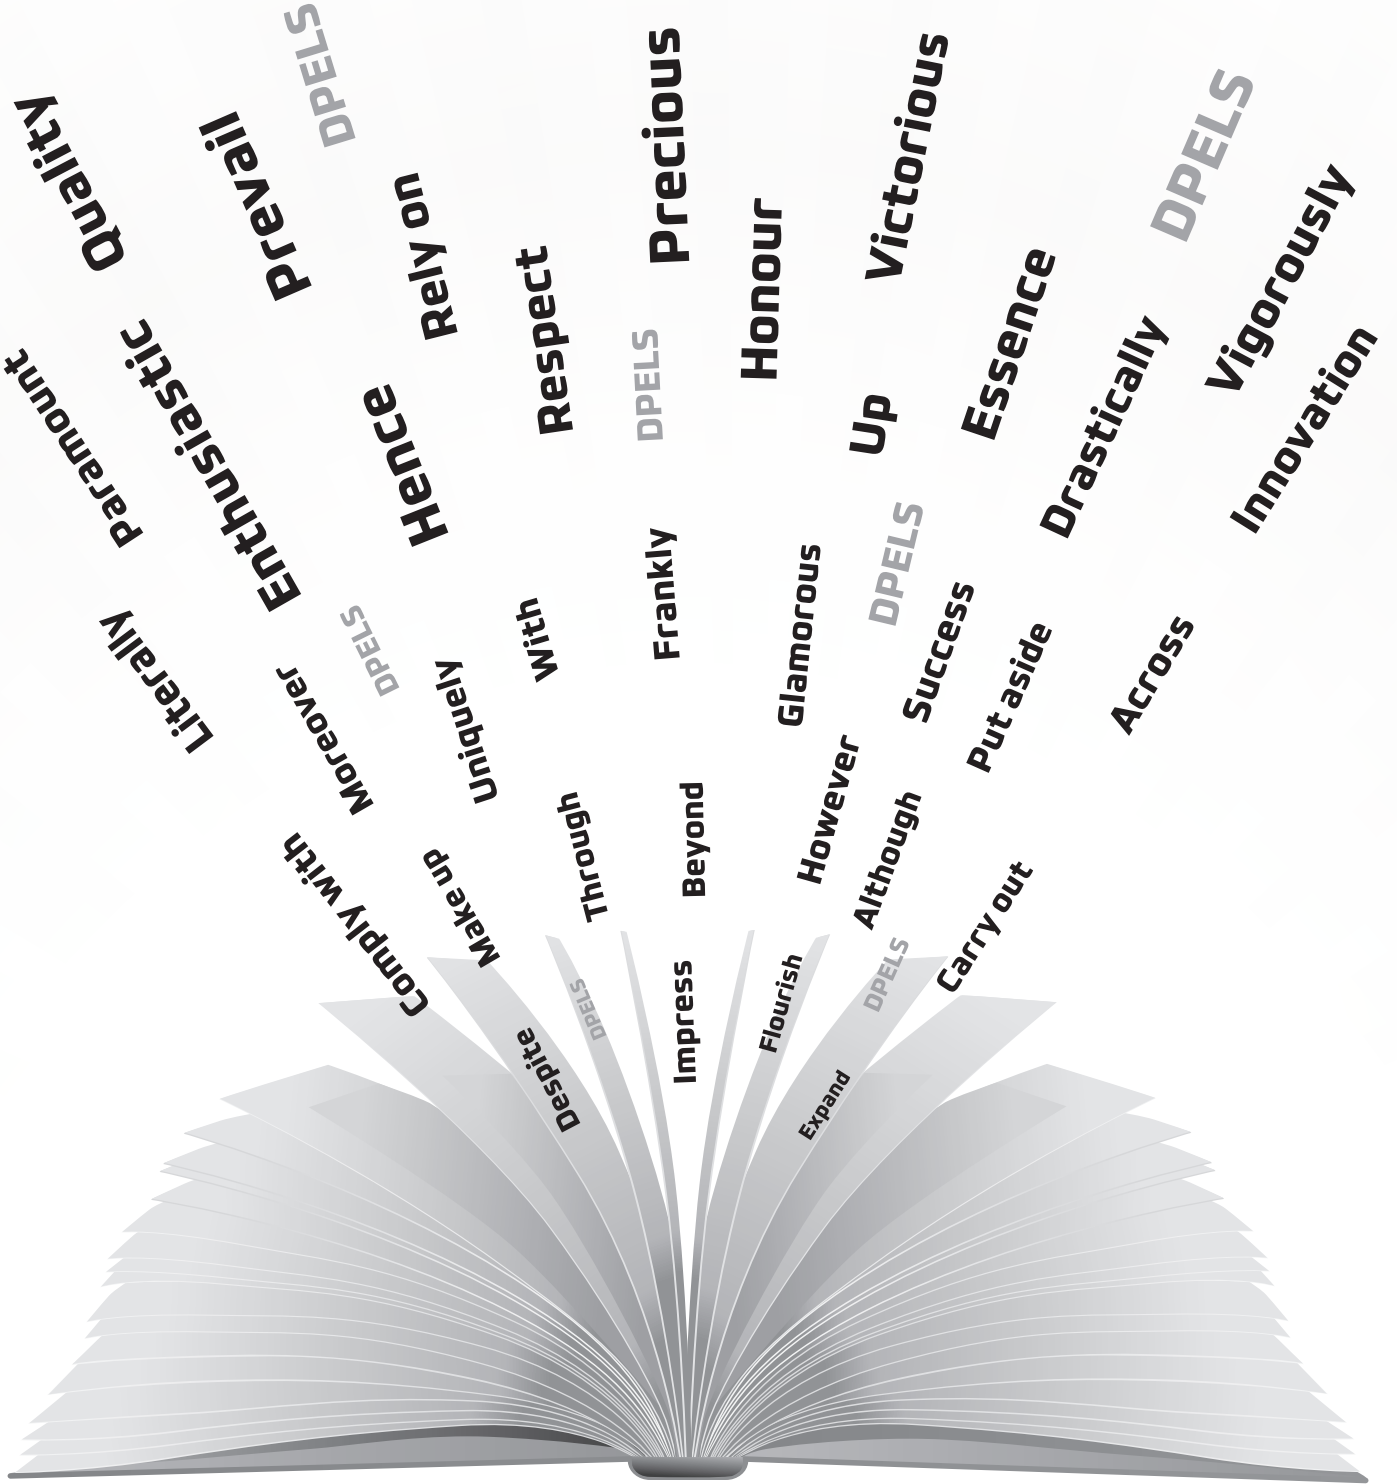 Quality
Prevail
DPELS
Rely on
Precious
Honour
Victorious
DPELS
Vigorously
Paramount
Enthusiastic
Hence
Respect
DPELS
Up
Essence
Drastically
Innovation
Literally
Moreover
DPELS
Uniquely
With
Frankly
Glamorous
DPELS
Success
Put aside
Across
Comply with
Make up
Through
Beyond
However
Although
Carry out
Despite
DPELS
Impress
Flourish
DPELS
Expand